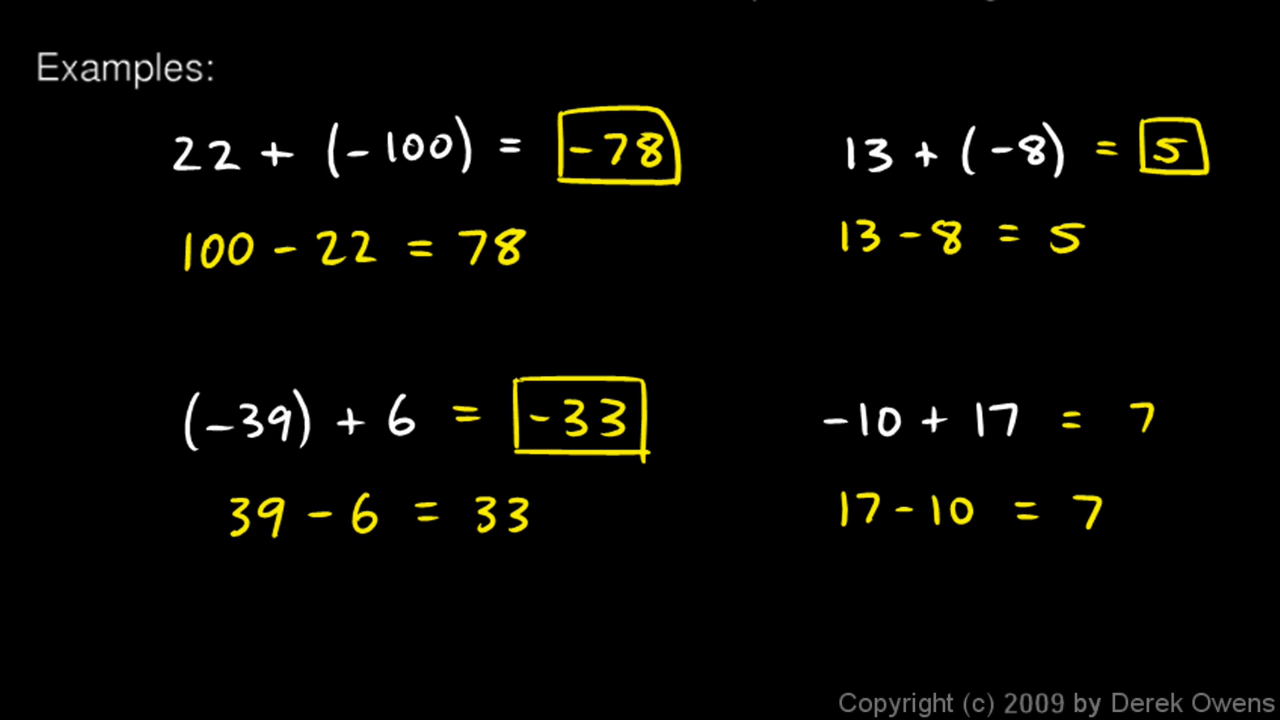 Examples:
22 + (-100) = -78
100 - 22 = 78
13 + (-8) = 5
13 - 8 = 5
(-39) + 6 = -33
39 - 6 = 33
-10 + 17 = 7
17 - 10 = 7
Copyright (c) 2009 by Derek Owens